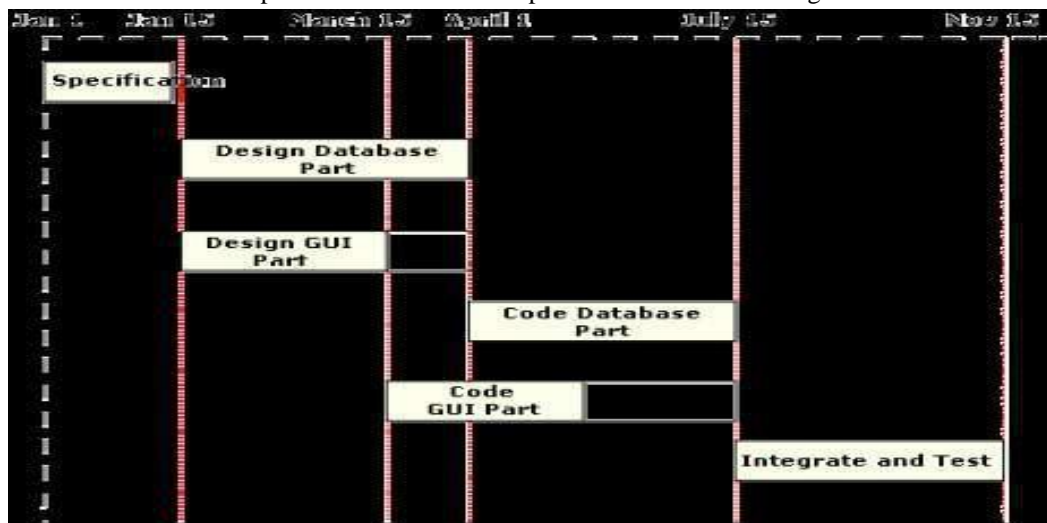 Jan 1 Jan 15 March 15 April 1 July 15 Nov 15
Specification
Design Database
Part
Design GUI
Part
Code Database
Part
Code
GUI Part
Integrate and Test